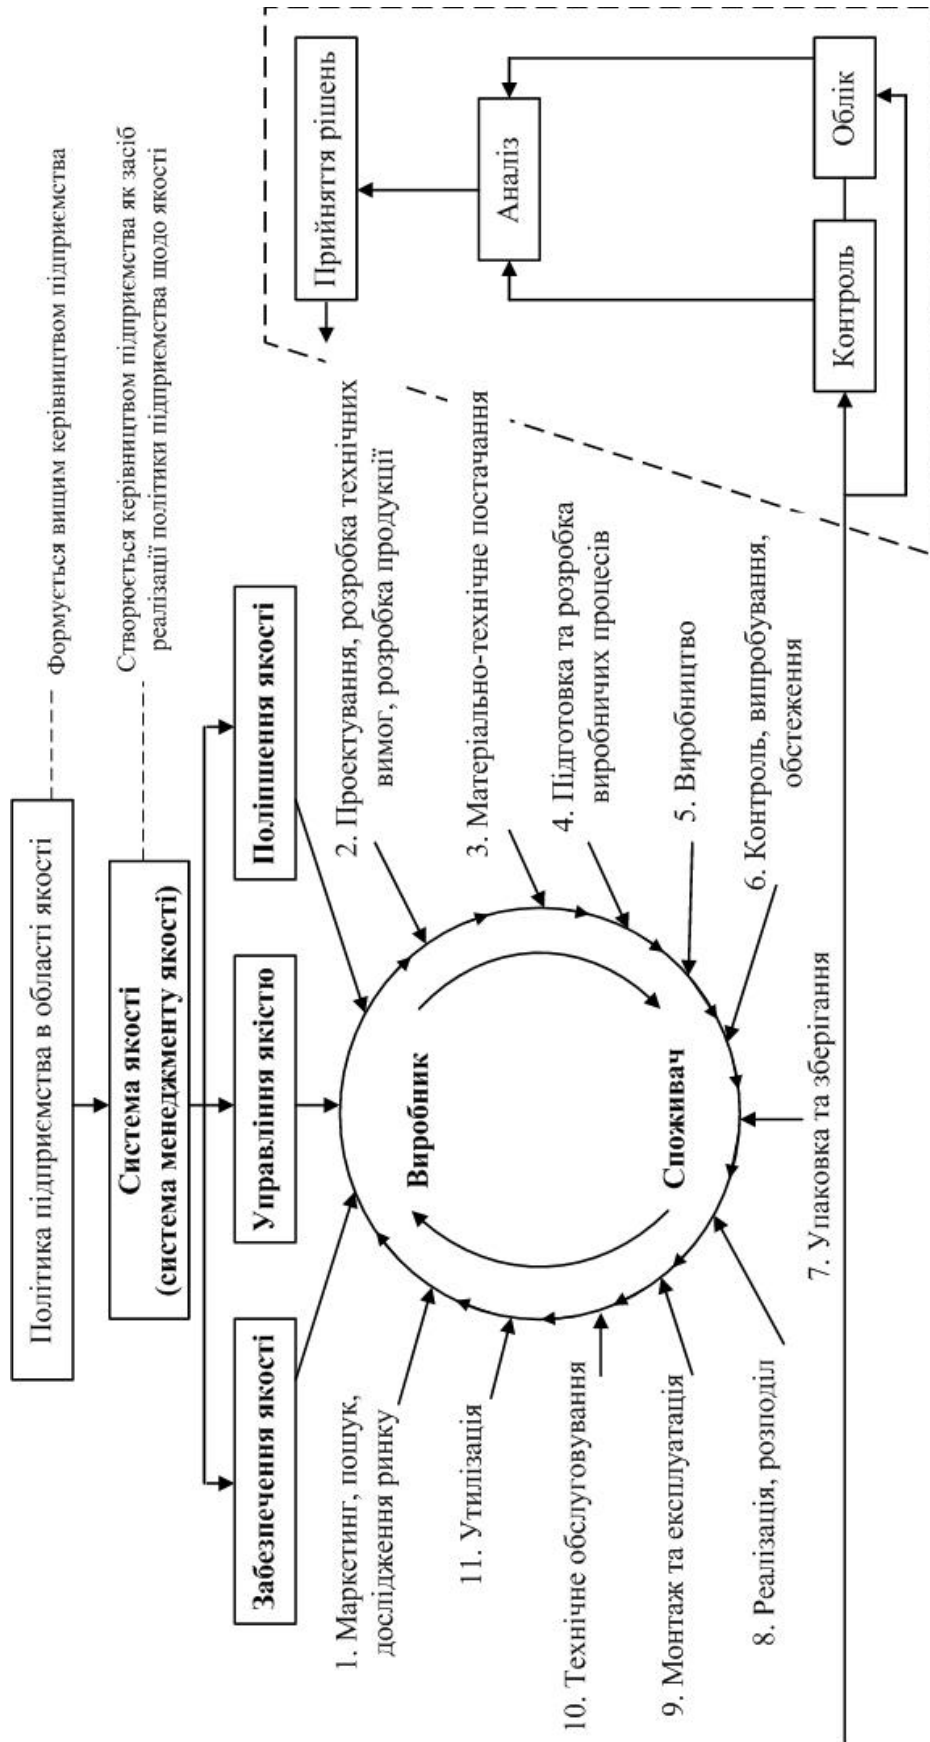 Політика підприємства в області якості
Формується вищим керівництвом підприємства
Система якості
(система менеджменту якості)
Створюється керівництвом підприємства як засіб
реалізації політики підприємства щодо якості
Забезпечення якості
Управління якістю
Поліпшення якості
Виробник
Споживач
1. Маркетинг, пошук,
дослідження ринку
2. Проектування, розробка технічних
вимог, розробка продукції
3. Матеріально-технічне постачання
4. Підготовка та розробка
виробничих процесів
5. Виробництво
6. Контроль, випробування,
обстеження
7. Упаковка та зберігання
8. Реалізація, розподіл
9. Монтаж та експлуатація
10. Технічне обслуговування
11. Утилізація
Прийняття рішень
Аналіз
Контроль
Облік